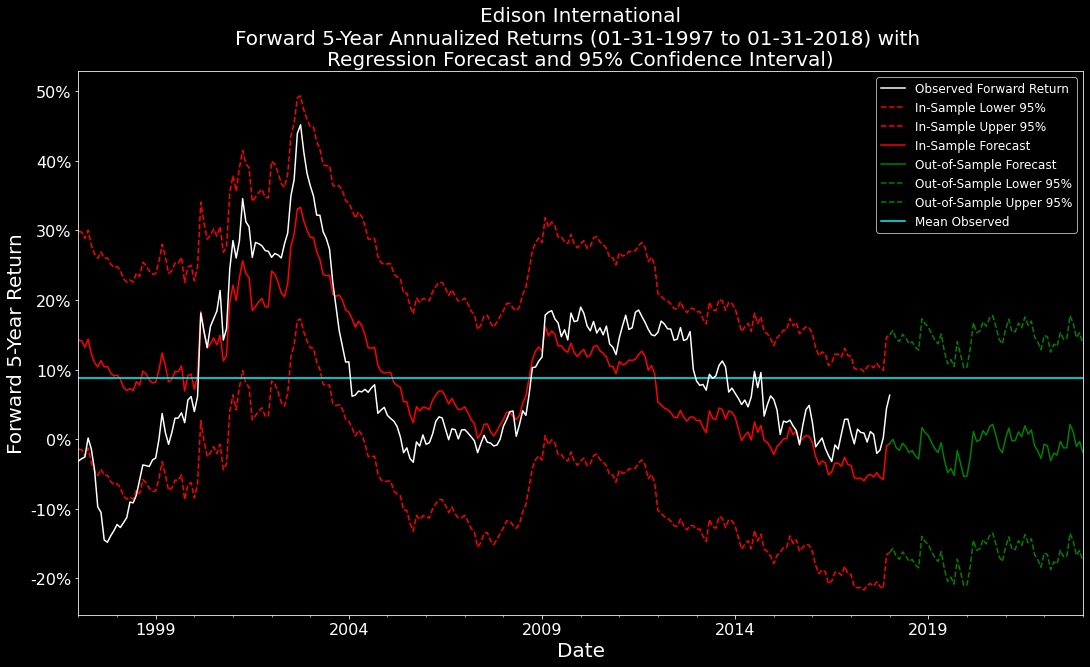 Edison International
Forward 5-Year Annualized Returns (01-31-1997 to 01-31-2018) with
Regression Forecast and 95% Confidence Interval)
Observed Forward Return
In-Sample Lower 95%
In-Sample Upper 95%
In-Sample Forecast
Out-of-Sample Forecast
Out-of-Sample Lower 95%
Out-of-Sample Upper 95%
Mean Observed
Forward 5-Year Return
50%
40%
30%
20%
10%
0%
-10%
-20%
1999
2004
2009
2014
2019
Date